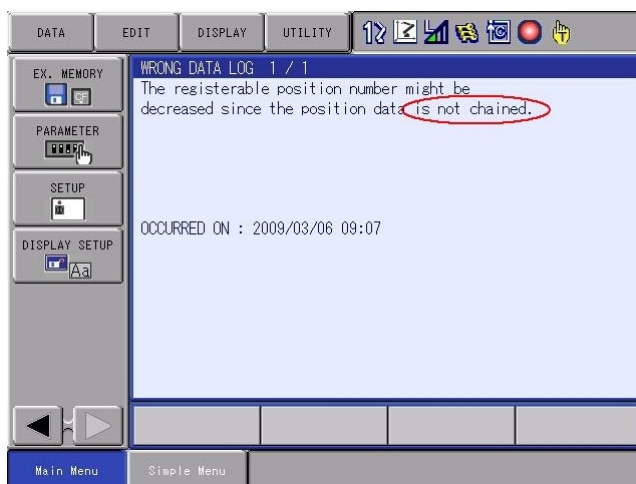 DATA
EDIT
DISPLAY
UTILITY
EX. MEMORY
CF
PARAMETER
SETUP
DISPLAY SETUP
Aa
WRONG DATA LOG 1 / 1
The registerable position number might be
decreased since the position data is not chained.
OCCURRED ON : 2009/03/06 09:07
Main Menu
Simple Menu